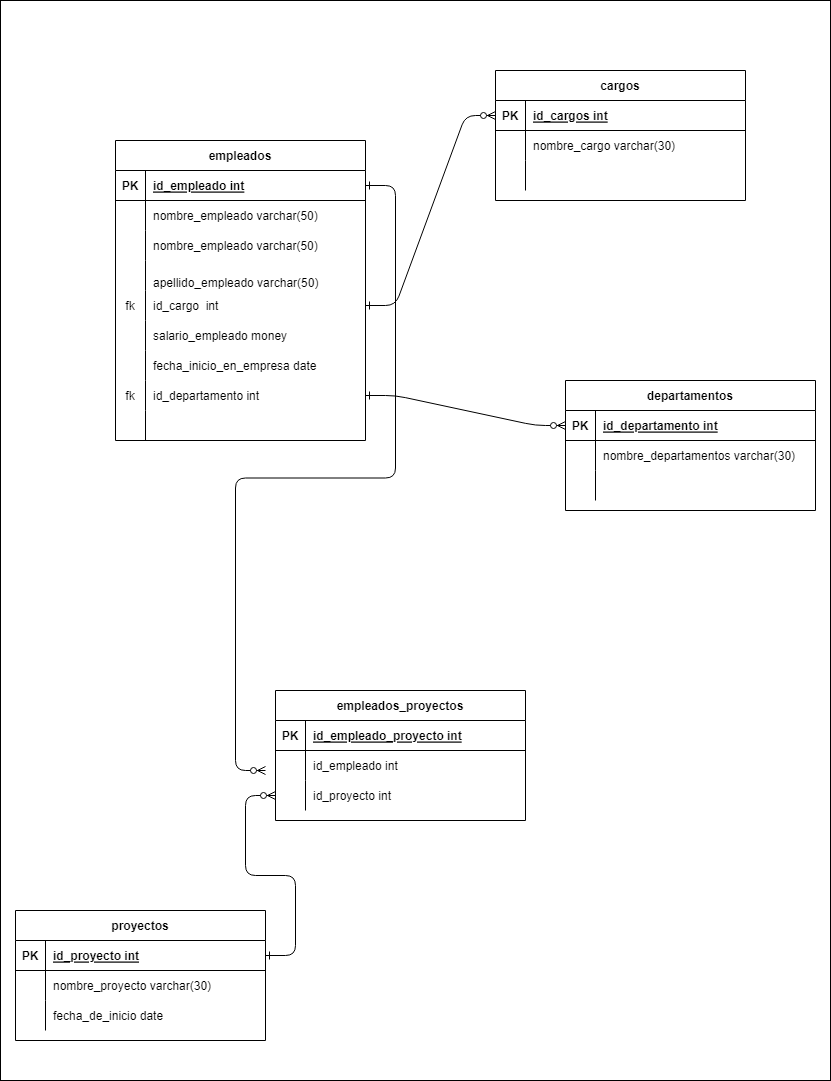 cargos
PK id_cargos int
nombre_cargo varchar(30)
empleados
PK id_empleado int
nombre_empleado varchar(50)
nombre_empleado varchar(50)
apellido_empleado varchar(50)
fk id_cargo int
salario_empleado money
fecha_inicio_en_empresa date
fk id_departamento int
departamentos
PK id_departamento int
nombre_departamentos varchar(30)
empleados_proyectos
PK id_empleado_proyecto int
id_empleado int
id_proyecto int
proyectos
PK id_proyecto int
nombre_proyecto varchar(30)
fecha_de_inicio date